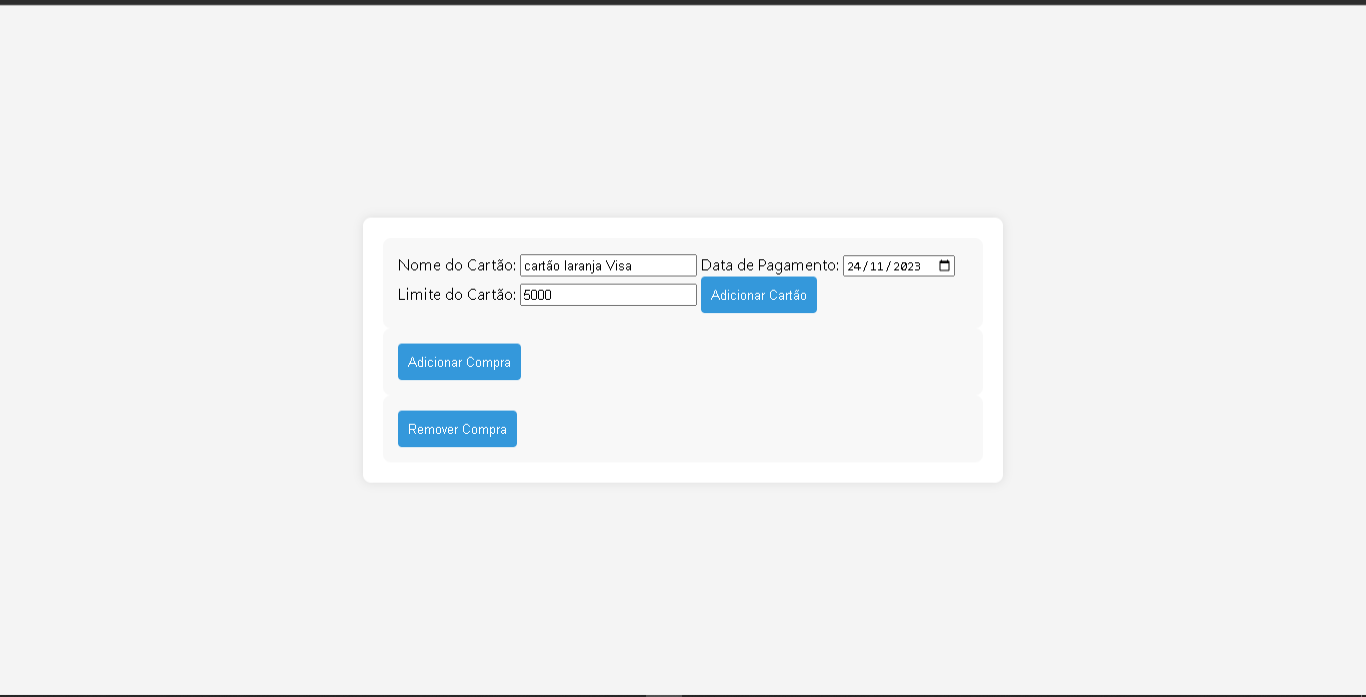 Nome do Cartão: cartão laranja Visa Data de Pagamento: 24/11/2023
Limite do Cartão: 5000 Adicionar Cartão
Adicionar Compra
Remover Compra